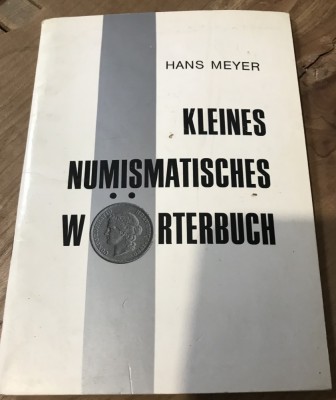 HANS MEYER
KLEINES
NUMISMATISCHES
WÖRTERBUCH